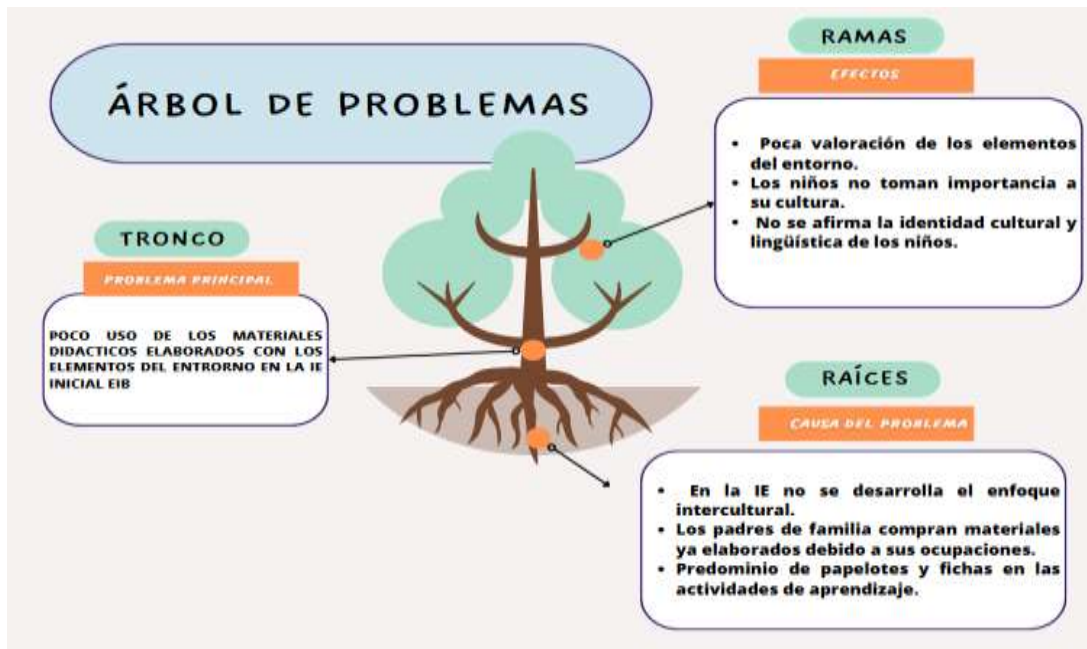 ÁRBOL DE PROBLEMAS
RAMAS
EFECTOS
• Poca valoración de los elementos
del entorno.
• Los niños no toman importancia a
su cultura.
• No se afirma la identidad cultural y
lingüística de los niños.
TRONCO
PROBLEMA PRINCIPAL
POCO USO DE LOS MATERIALES
DIDACTICOS ELABORADOS CON LOS
ELEMENTOS DEL ENTRORNO EN LA IE
INICIAL EIB
RAÍCES
CAUSA DEL PROBLEMA
• En la IE no se desarrolla el enfoque
intercultural.
• Los padres de familia compran materiales
ya elaborados debido a sus ocupaciones.
• Predominio de papelotes y fichas en las
actividades de aprendizaje.